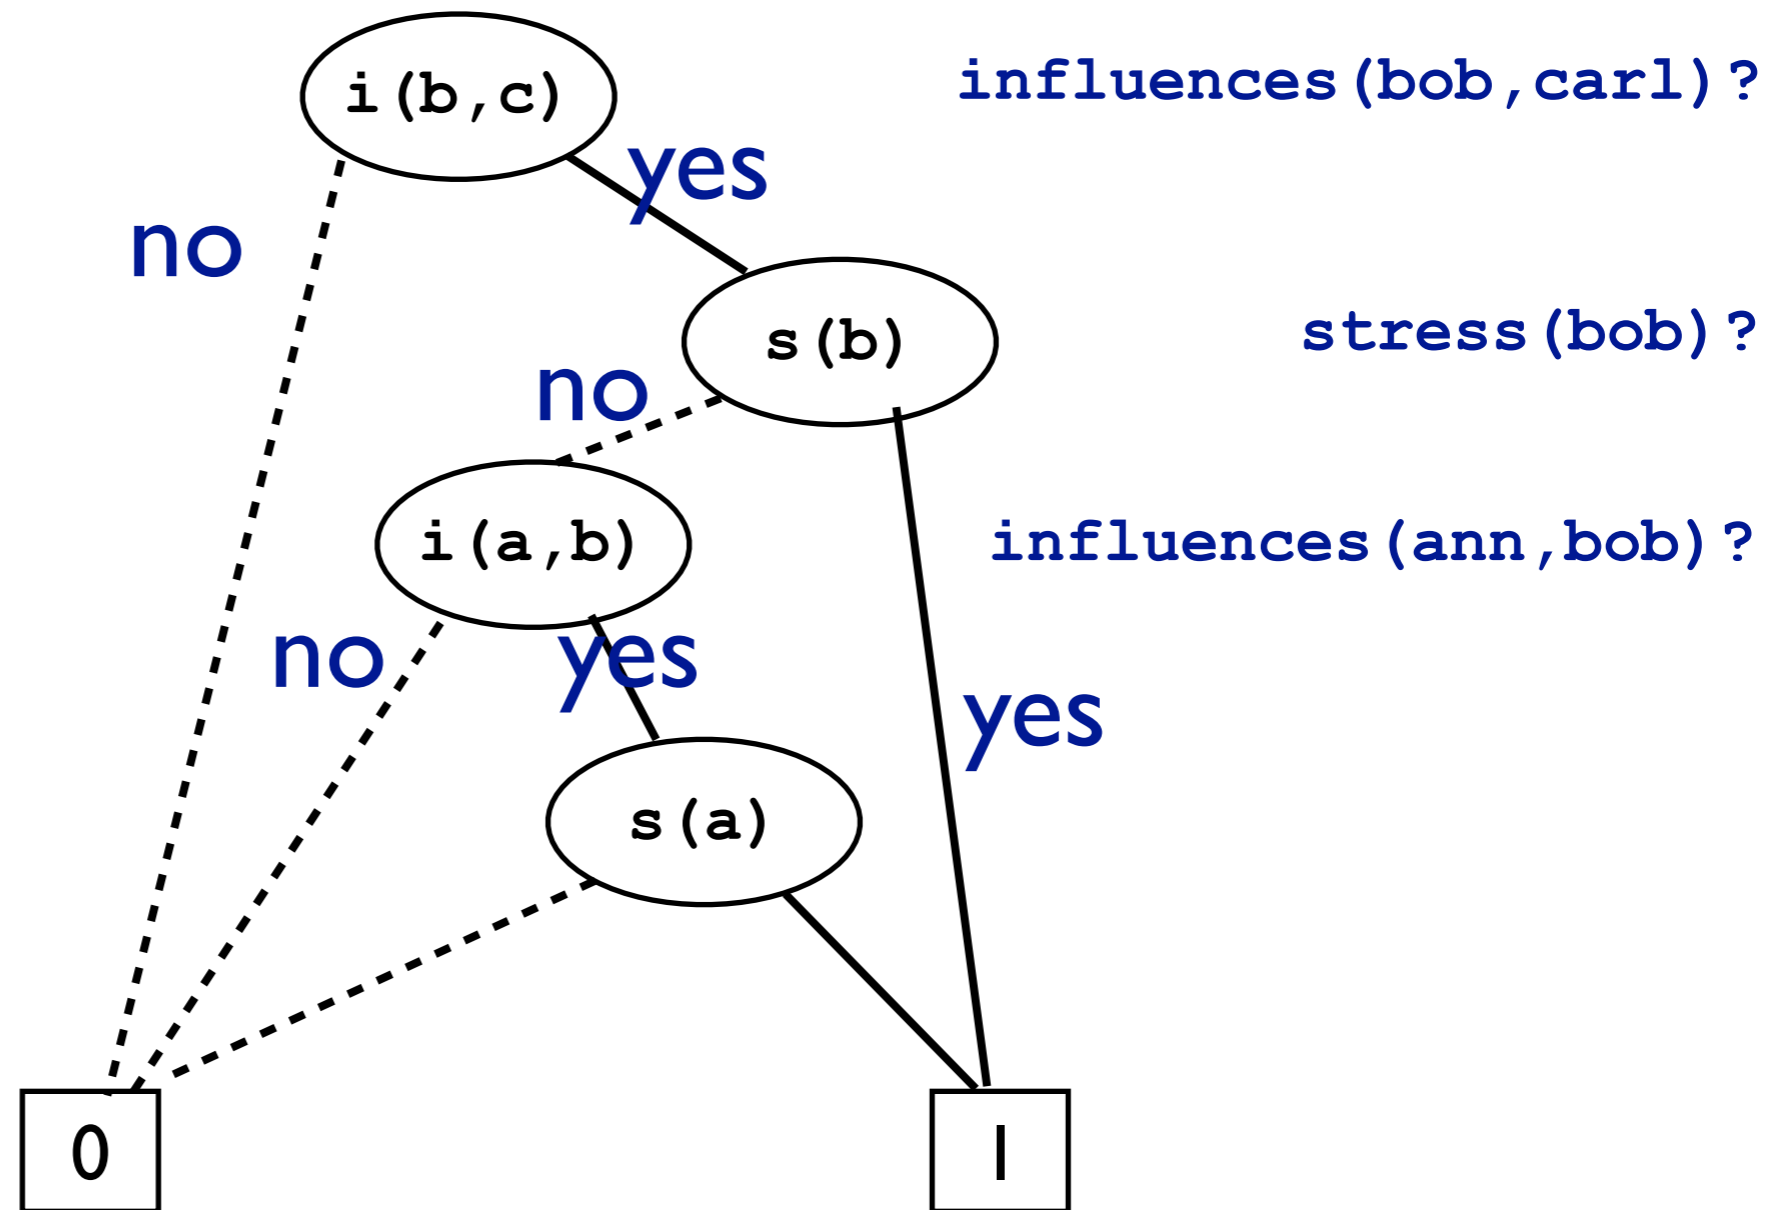 i(b,c)
influences(bob,carl)?
yes
no
s(b)
stress(bob)?
no
i(a,b)
influences(ann,bob)?
no
yes
yes
s(a)
0
1